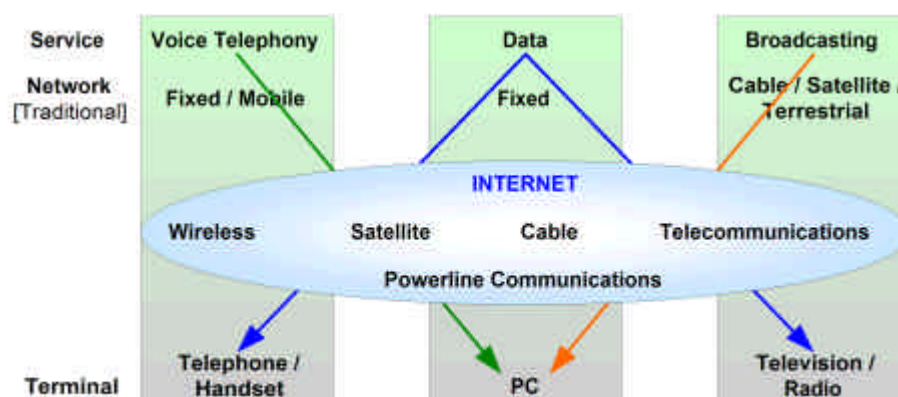 Service Voice Telephony Data Broadcasting
Network [Traditional] Fixed / Mobile Fixed Cable / Satellite / Terrestrial
INTERNET
Wireless Satellite Cable Telecommunications
Powerline Communications
Terminal Telephone / Handset PC Television / Radio